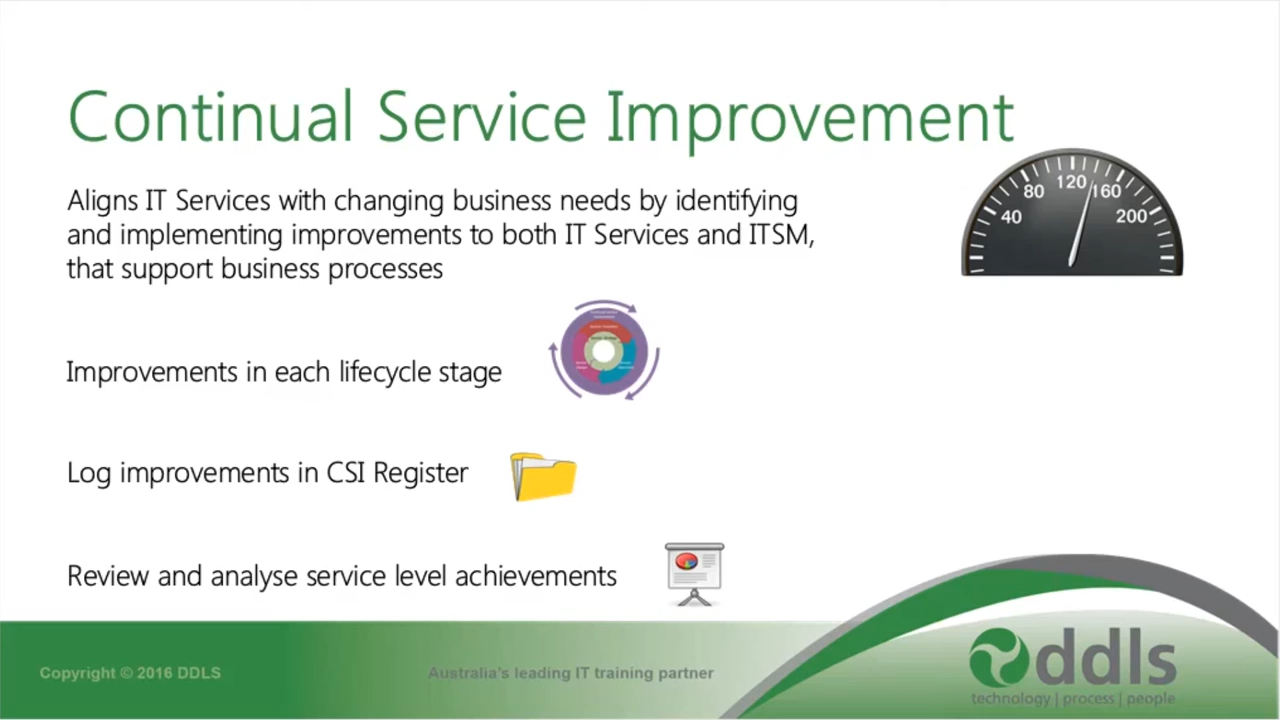 Continual Service Improvement
Aligns IT Services with changing business needs by identifying
and implementing improvements to both IT Services and ITSM,
that support business processes
40 80 120 160 200
Improvements in each lifecycle stage
Log improvements in CSI Register
Review and analyse service level achievements
Copyright © 2016 DDLS
Australia's leading IT training partner
ddls
technology | process | people